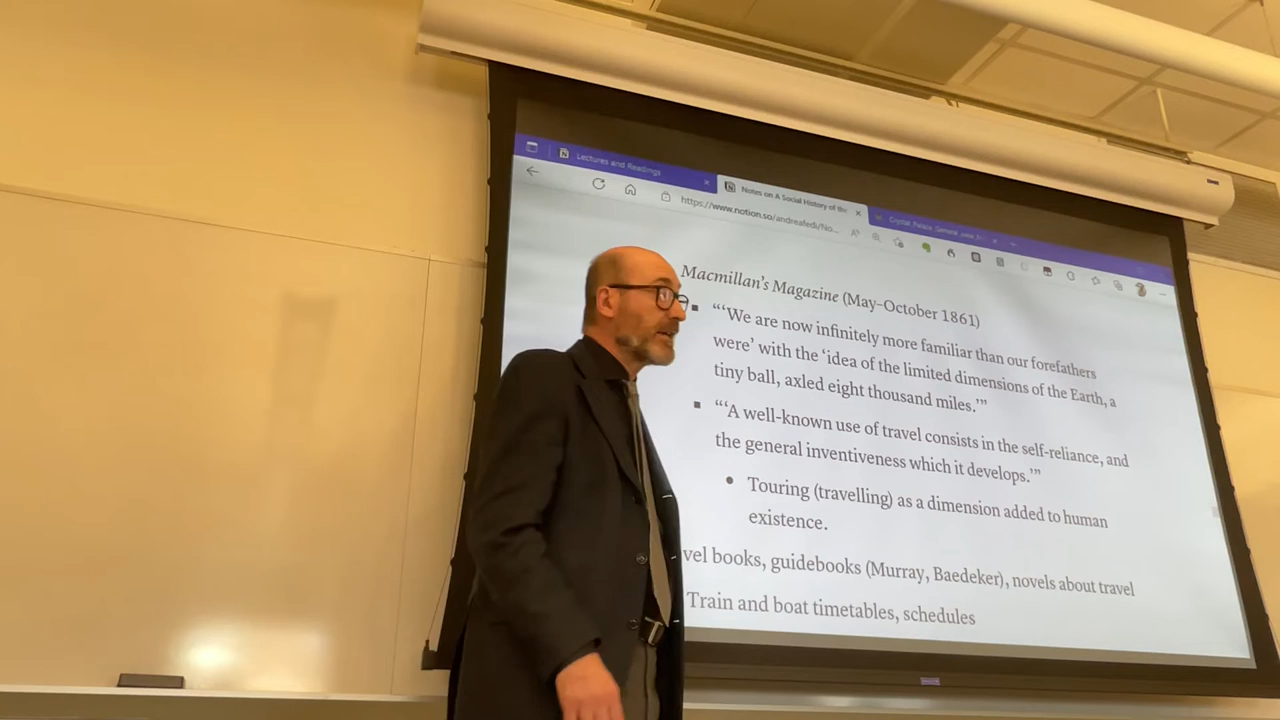 Lectures and Readings
Notes on A Social History of the
Crystal_Palace_General_view_f
https://www.notion.so/andreafedi/No...
Macmillan's Magazine (May–October 1861)
“‘We are now infinitely more familiar than our forefathers
were’ with the ‘idea of the limited dimensions of the Earth, a
tiny ball, axled eight thousand miles.’”
“‘A well-known use of travel consists in the self-reliance, and
the general inventiveness which it develops.’”
Touring (travelling) as a dimension added to human
existence.
vel books, guidebooks (Murray, Baedeker), novels about travel
Train and boat timetables, schedules